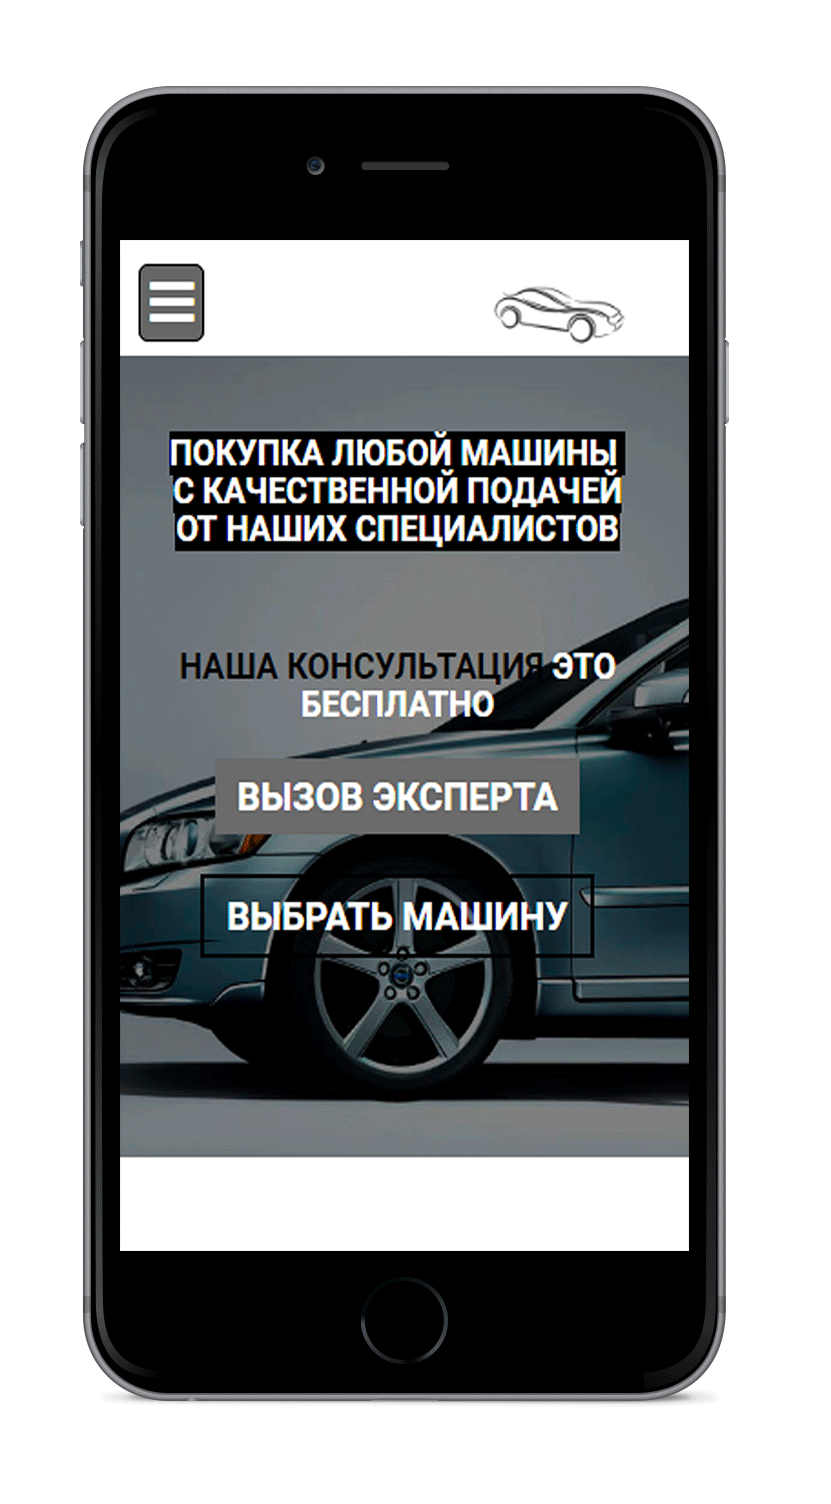 ПОКУПКА ЛЮБОЙ МАШИНЫ
С КАЧЕСТВЕННОЙ ПОДАЧЕЙ
ОТ НАШИХ СПЕЦИАЛИСТОВ
НАША КОНСУЛЬТАЦИЯ ЭТО
БЕСПЛАТНО
ВЫЗОВ ЭКСПЕРТА
ВЫБРАТЬ МАШИНУ